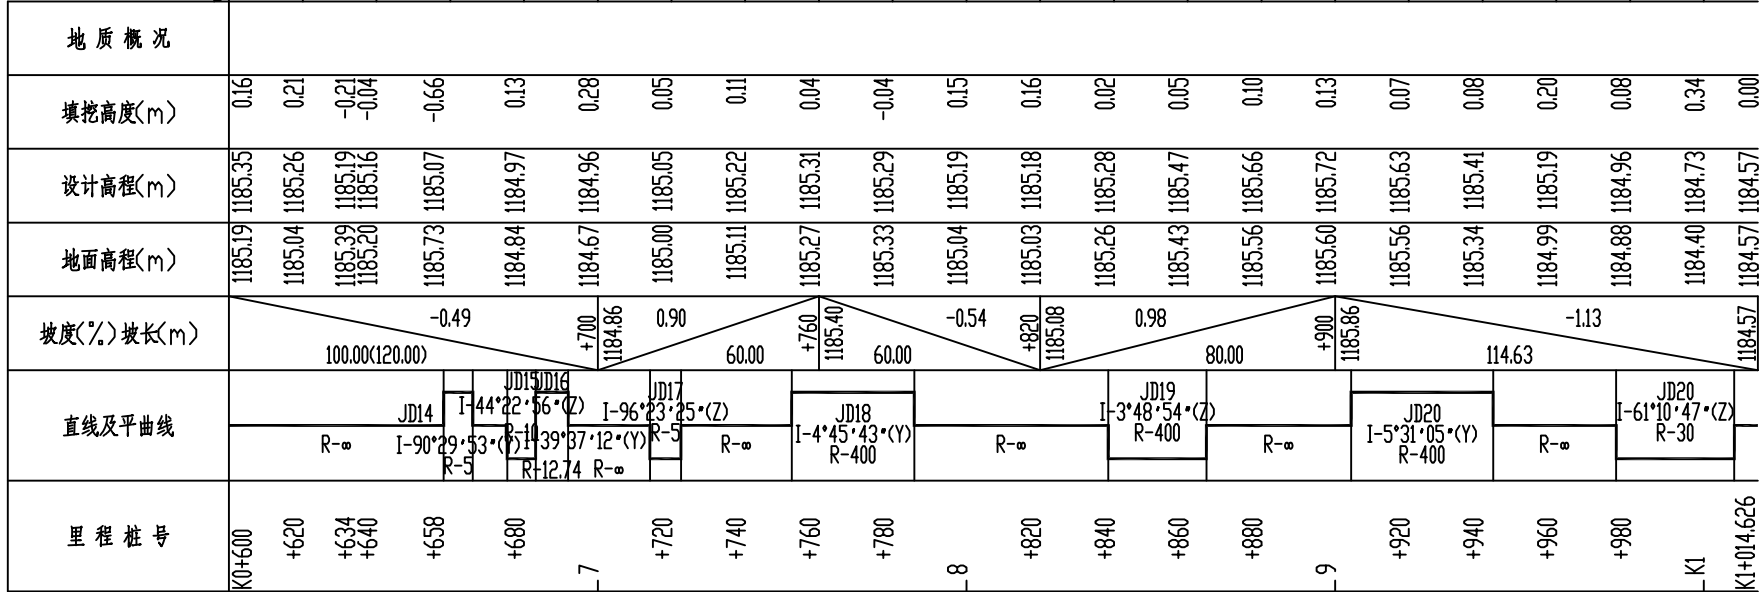 地质概况
填挖高度(m) 0.16 0.21 -0.21 -0.04 -0.66 0.13 0.28 0.05 0.11 0.04 -0.04 0.15 0.16 0.02 0.05 0.10 0.13 0.07 0.08 0.20 0.08 0.34 0.00
设计高程(m) 1185.35 1185.26 1185.19 1185.16 1185.07 1184.97 1184.96 1185.05 1185.22 1185.31 1185.29 1185.19 1185.18 1185.28 1185.47 1185.66 1185.72 1185.63 1185.41 1185.19 1184.96 1184.73 1184.57
地面高程(m) 1185.19 1185.04 1185.39 1185.20 1185.73 1184.84 1184.67 1185.00 1185.11 1185.27 1185.33 1185.04 1185.03 1185.26 1185.43 1185.56 1185.60 1185.56 1185.34 1184.99 1184.88 1184.40 1184.57
坡度(%)坡长(m)
-0.49 100.00(120.00) +700 1184.86
0.90 60.00 +760 1185.40
-0.54 60.00 +820 1185.08
0.98 80.00 +900 1185.86
-1.13 114.63 1184.57
直线及平曲线
R-∞
JD14
I-90°29′53″(Y)
R-5
JD15
I-44°22′56″(Z)
R-10
JD16
I-39°37′12″(Y)
R-12.74
R-∞
JD17
I-96°23′25″(Z)
R-5
R-∞
JD18
I-4°45′43″(Y)
R-400
R-∞
JD19
I-3°48′54″(Z)
R-400
R-∞
JD20
I-5°31′05″(Y)
R-400
R-∞
JD20
I-61°10′47″(Z)
R-30
里程桩号 K0+600 +620 +634 +640 +658 +680 7 +720 +740 +760 +780 8 +820 +840 +860 +880 9 +920 +940 +960 +980 K1 K1+014.626